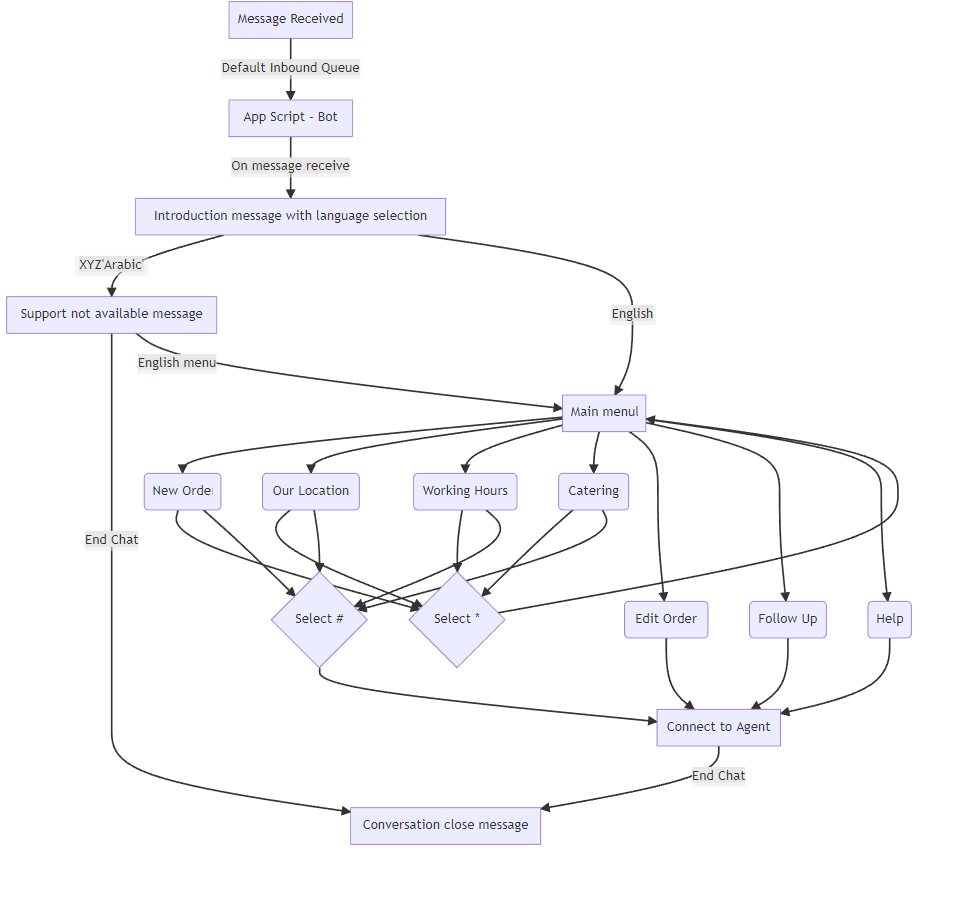 Message Received
Default Inbound Queue
App Script - Bot
On message receive
Introduction message with language selection
XYZ'Arabic'
Support not available message
English
English menu
Main menul
New Order
Our Location
Working Hours
Catering
End Chat
Select #
Select *
Edit Order
Follow Up
Help
Connect to Agent
End Chat
Conversation close message